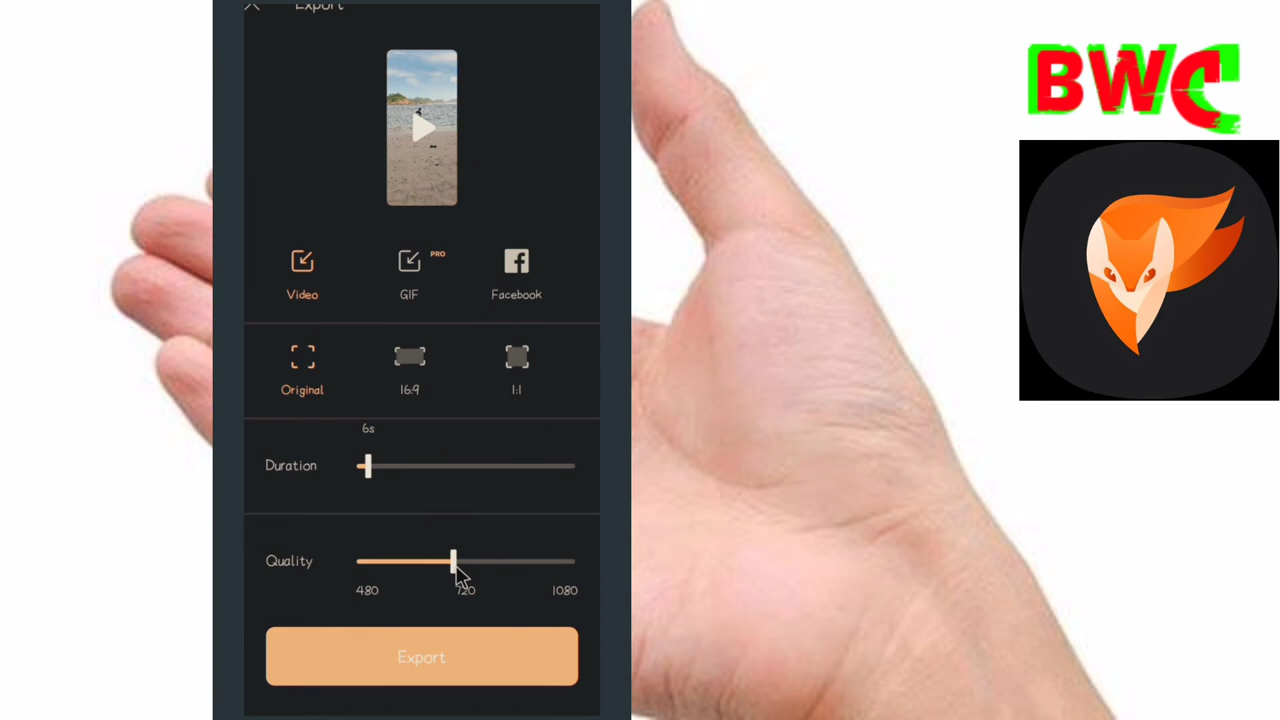 Export
BWC
PRO
Video
GIF
Facebook
Original
16:9
1:1
6s
Duration
Quality
480
720
1080
Export